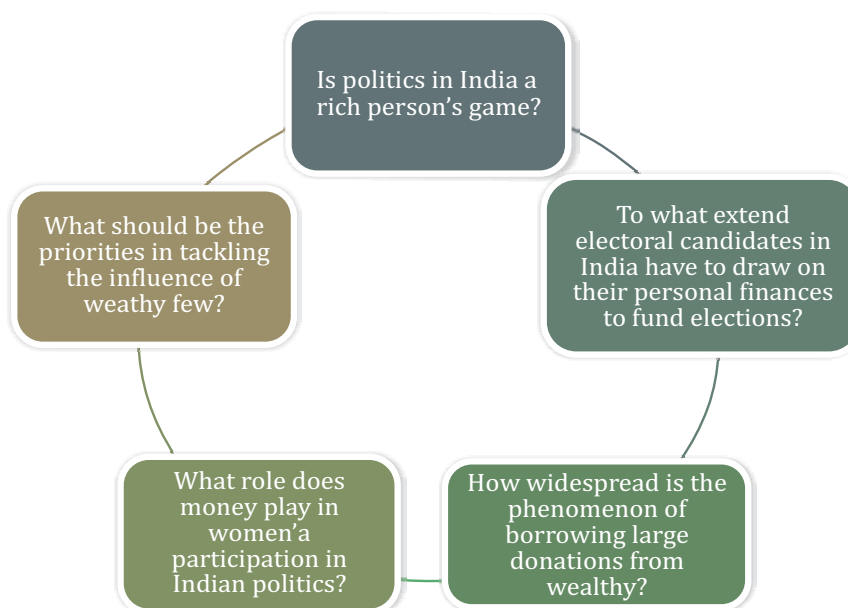 Is politics in India a
rich person's game?
To what extend
electoral candidates in
India have to draw on
their personal finances
to fund elections?
How widespread is the
phenomenon of
borrowing large
donations from
wealthy?
What role does
money play in
women'a
participation in
Indian politics?
What should be the
priorities in tackling
the influence of
weathy few?